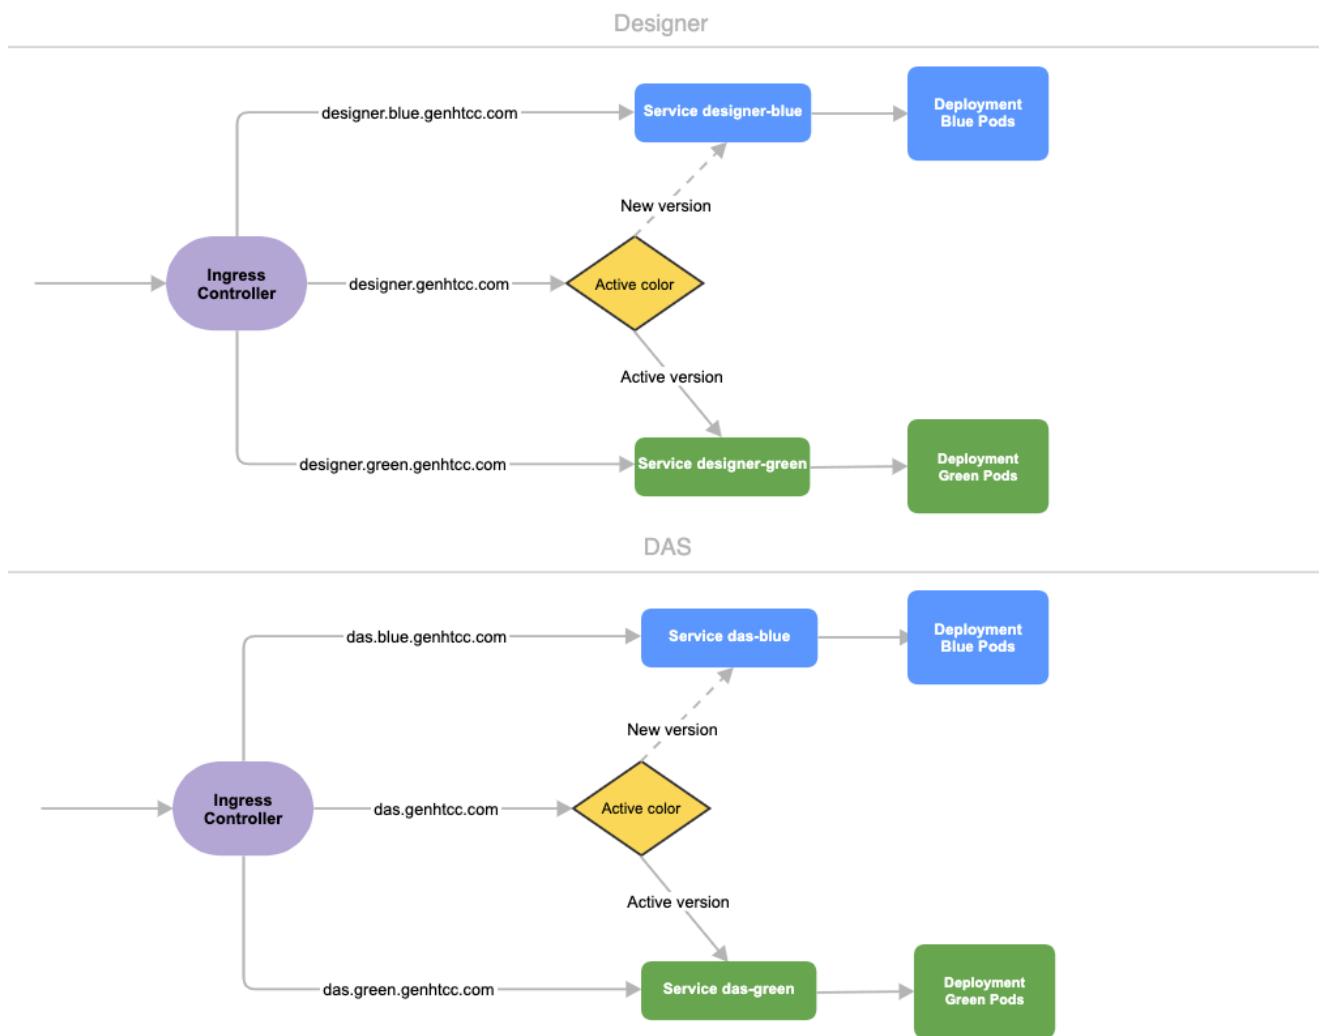 Designer
designer.blue.genhtcc.com
Service designer-blue
Deployment
Blue Pods
New version
Ingress
Controller
designer.genhtcc.com
Active color
Active version
designer.green.genhtcc.com
Service designer-green
Deployment
Green Pods
DAS
das.blue.genhtcc.com
Service das-blue
Deployment
Blue Pods
New version
Ingress
Controller
das.genhtcc.com
Active color
Active version
das.green.genhtcc.com
Service das-green
Deployment
Green Pods